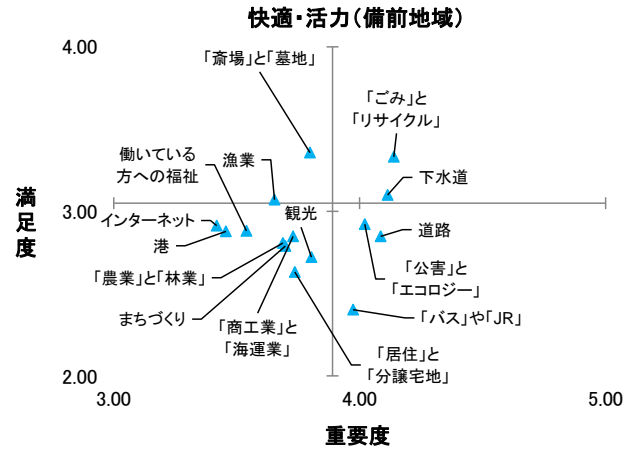 快適・活力（備前地域）
4.00
「斎場」と「墓地」
「ごみ」と
「リサイクル」
働いている
方への福祉
漁業
下水道
満足度
3.00
インターネット
観光
道路
港
「農業」と「林業」
「公害」と
「エコロジー」
まちづくり
「商工業」と
「海運業」
「バス」や「JR」
「居住」と
「分譲宅地」
2.00
3.00
4.00
5.00
重要度